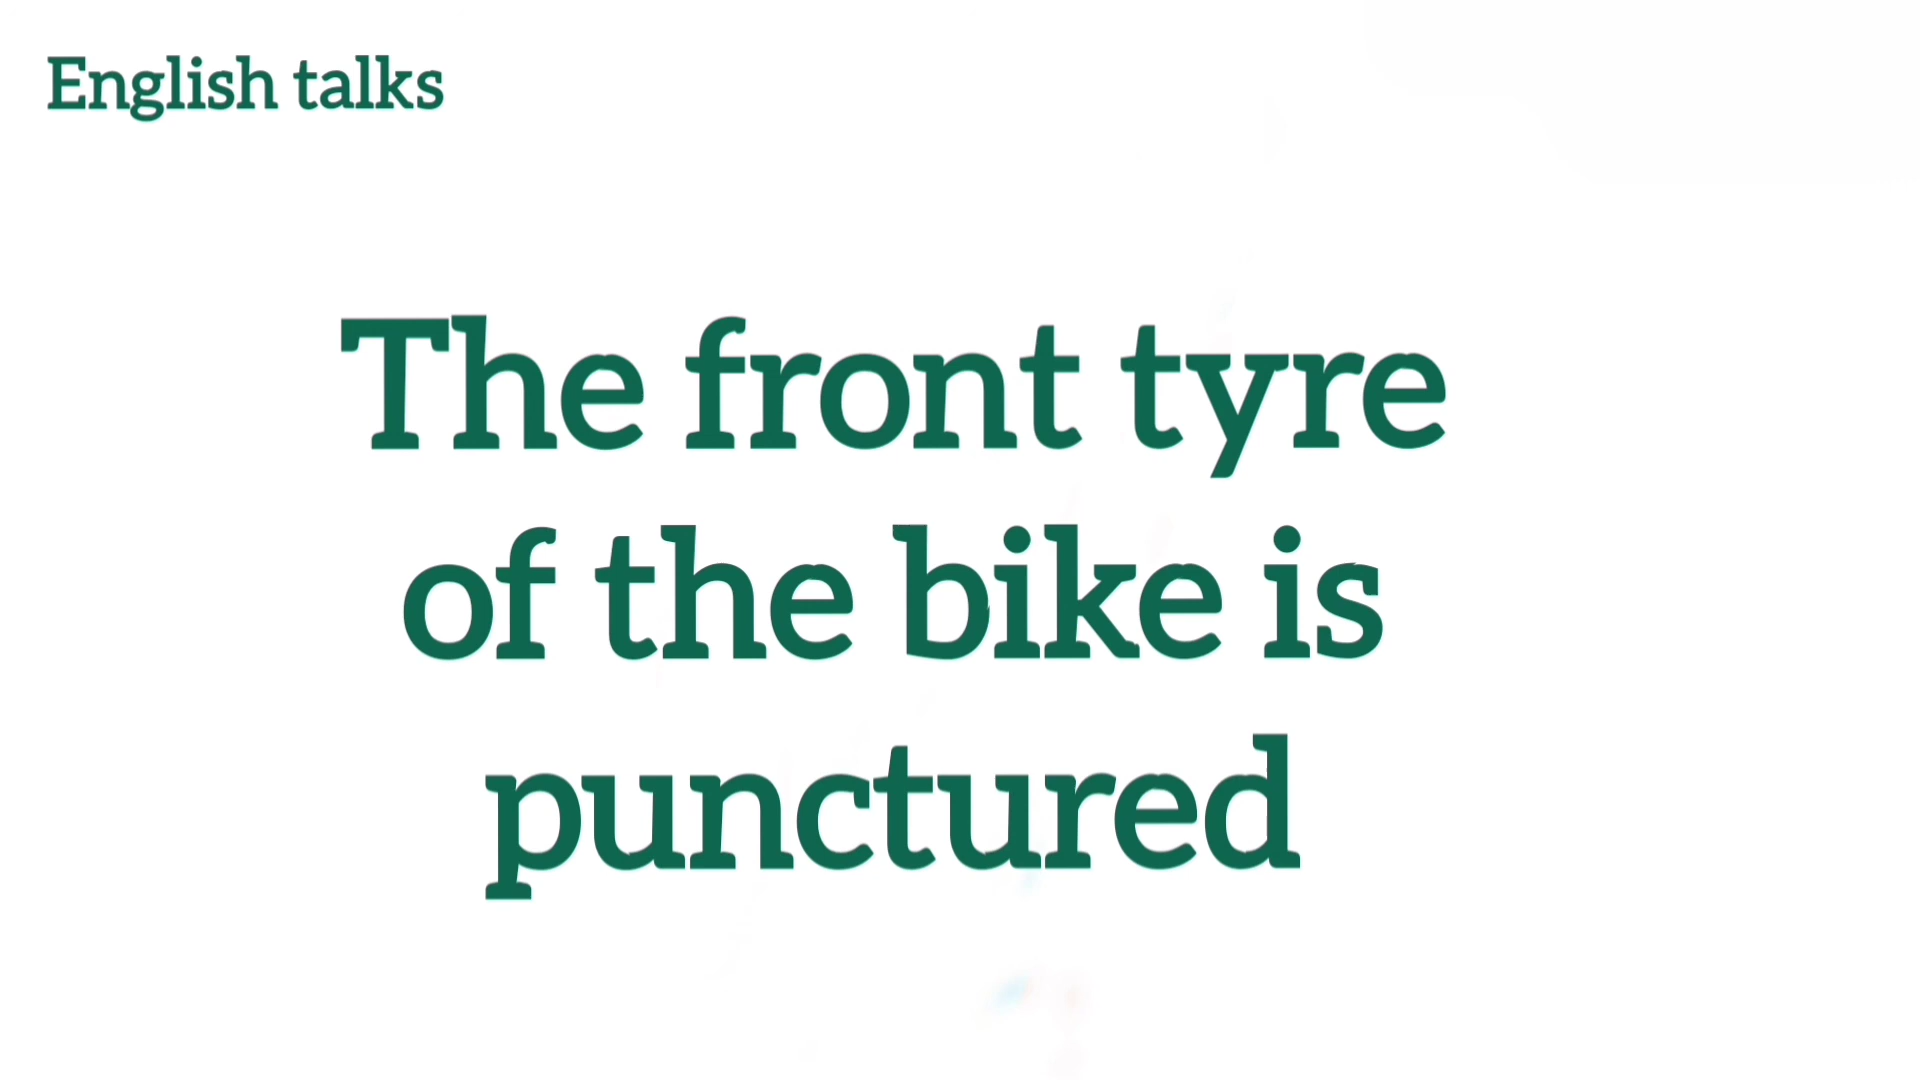 English talks
The front tyre
of the bike is
punctured